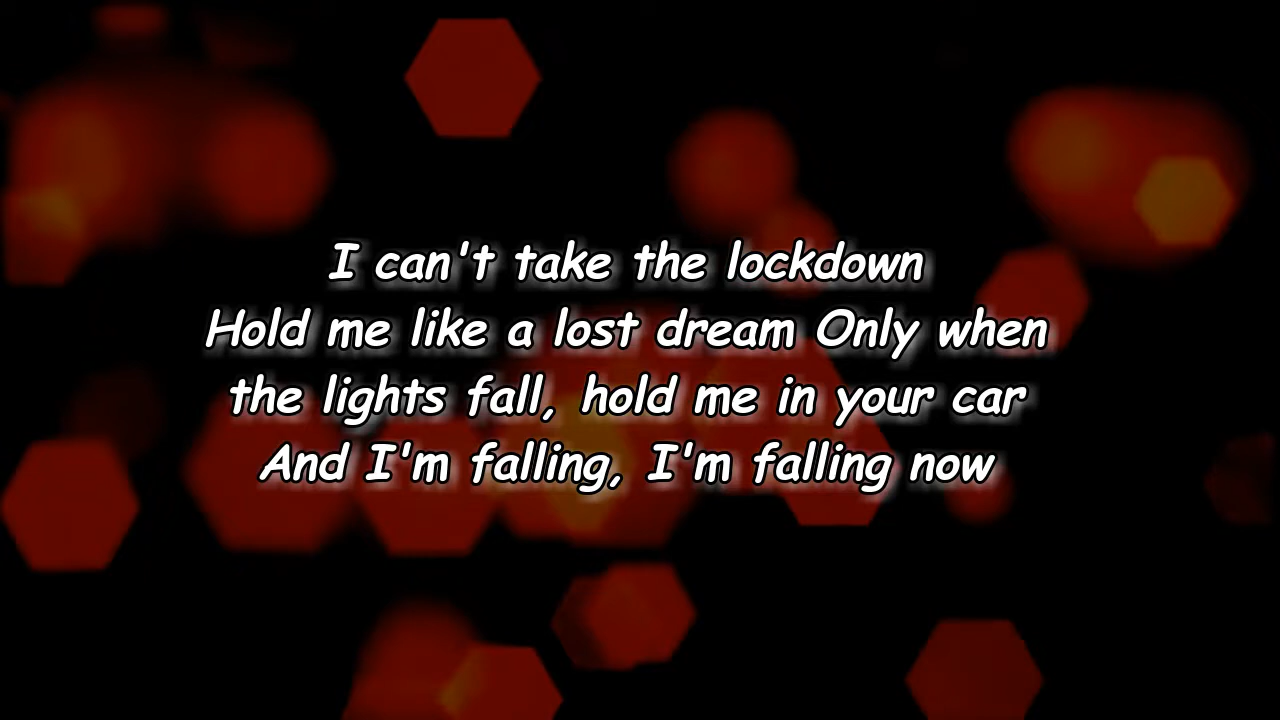 I can't take the lockdown
Hold me like a lost dream Only when
the lights fall, hold me in your car
And I'm falling, I'm falling now